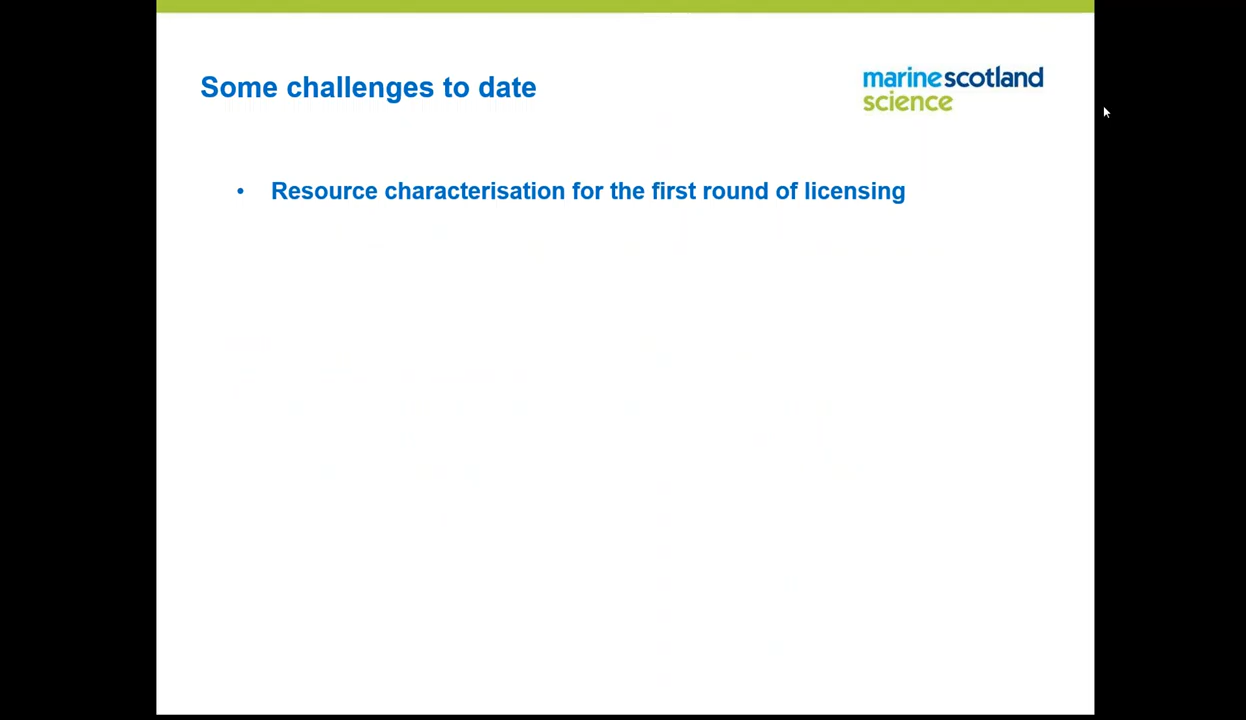 Some challenges to date
marinescotland
science
• Resource characterisation for the first round of licensing